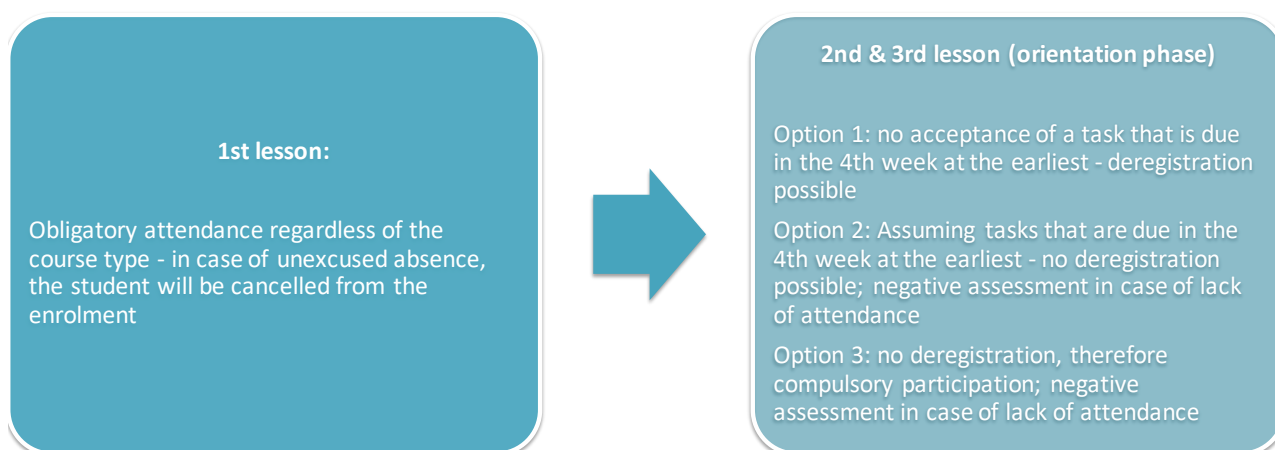 1st lesson:
Obligatory attendance regardless of the
course type - in case of unexcused absence,
the student will be cancelled from the
enrolment
2nd & 3rd lesson (orientation phase)
Option 1: no acceptance of a task that is due
in the 4th week at the earliest - deregistration
possible
Option 2: Assuming tasks that are due in the
4th week at the earliest - no deregistration
possible; negative assessment in case of lack
of attendance
Option 3: no deregistration, therefore
compulsory participation; negative
assessment in case of lack of attendance